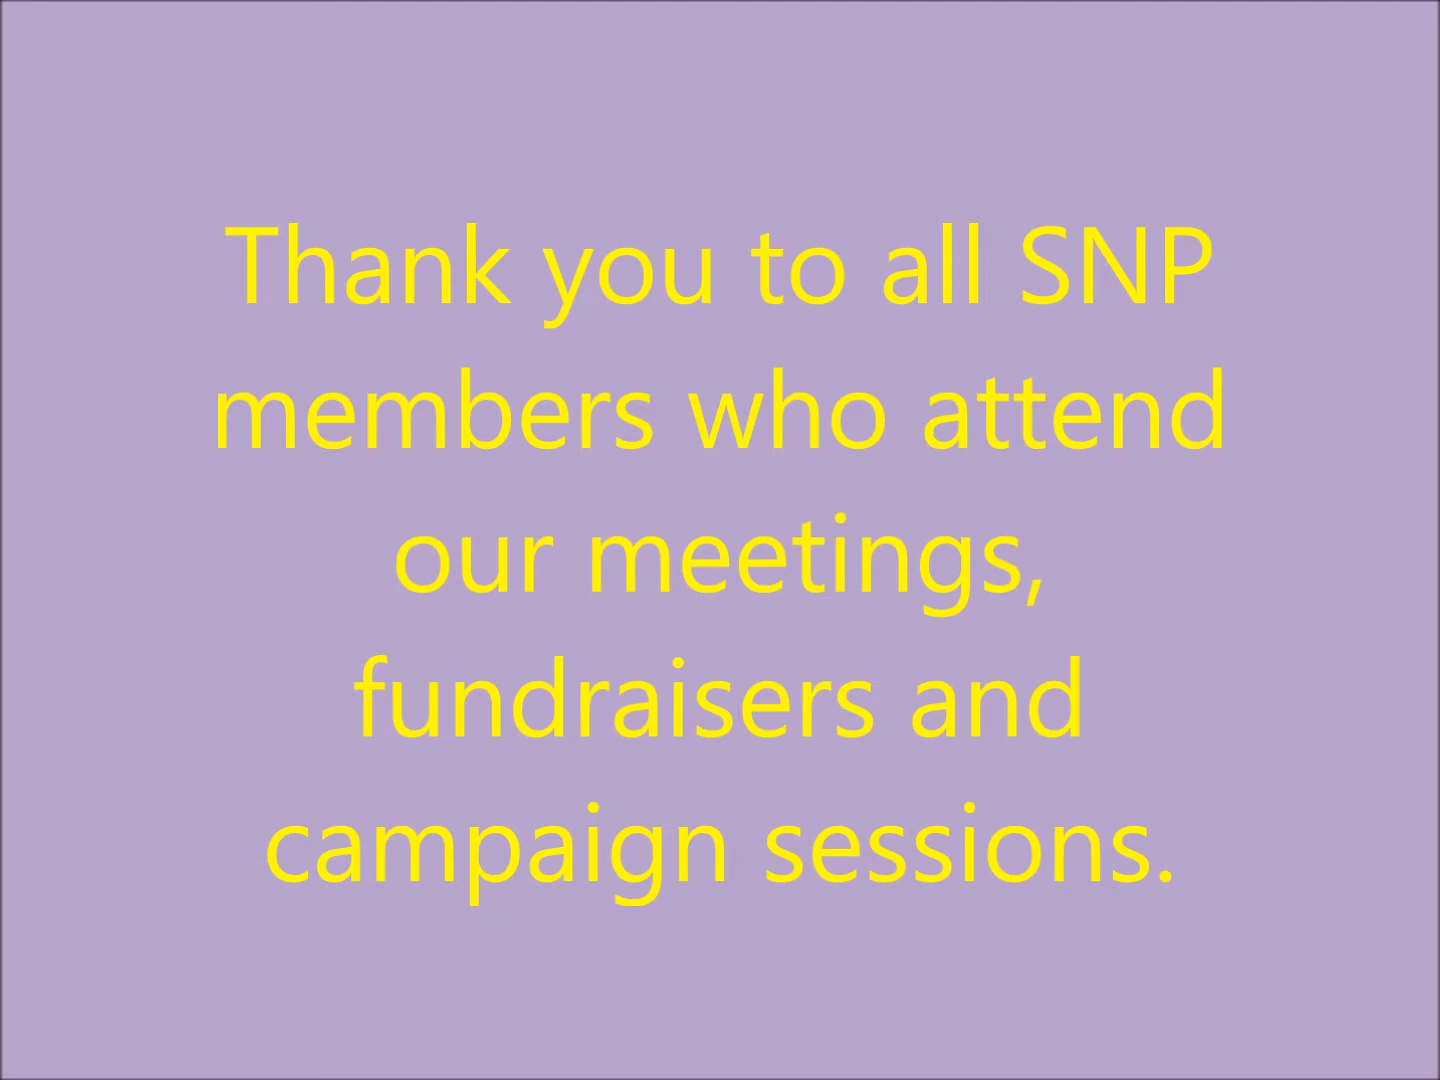 Thank you to all SNP
members who attend
our meetings,
fundraisers and
campaign sessions.